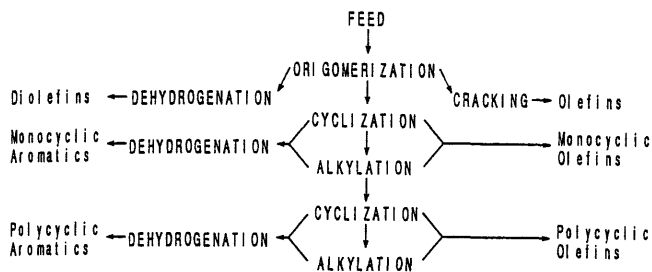 FEED
ORIGOMERIZATION
Diolefins DEHYDROGENATION CRACKING Olefins
CYCLIZATION
Monocyclic Aromatics DEHYDROGENATION Monocyclic Olefins
ALKYLATION
CYCLIZATION
Polycyclic Aromatics DEHYDROGENATION Polycyclic Olefins
ALKYLATION